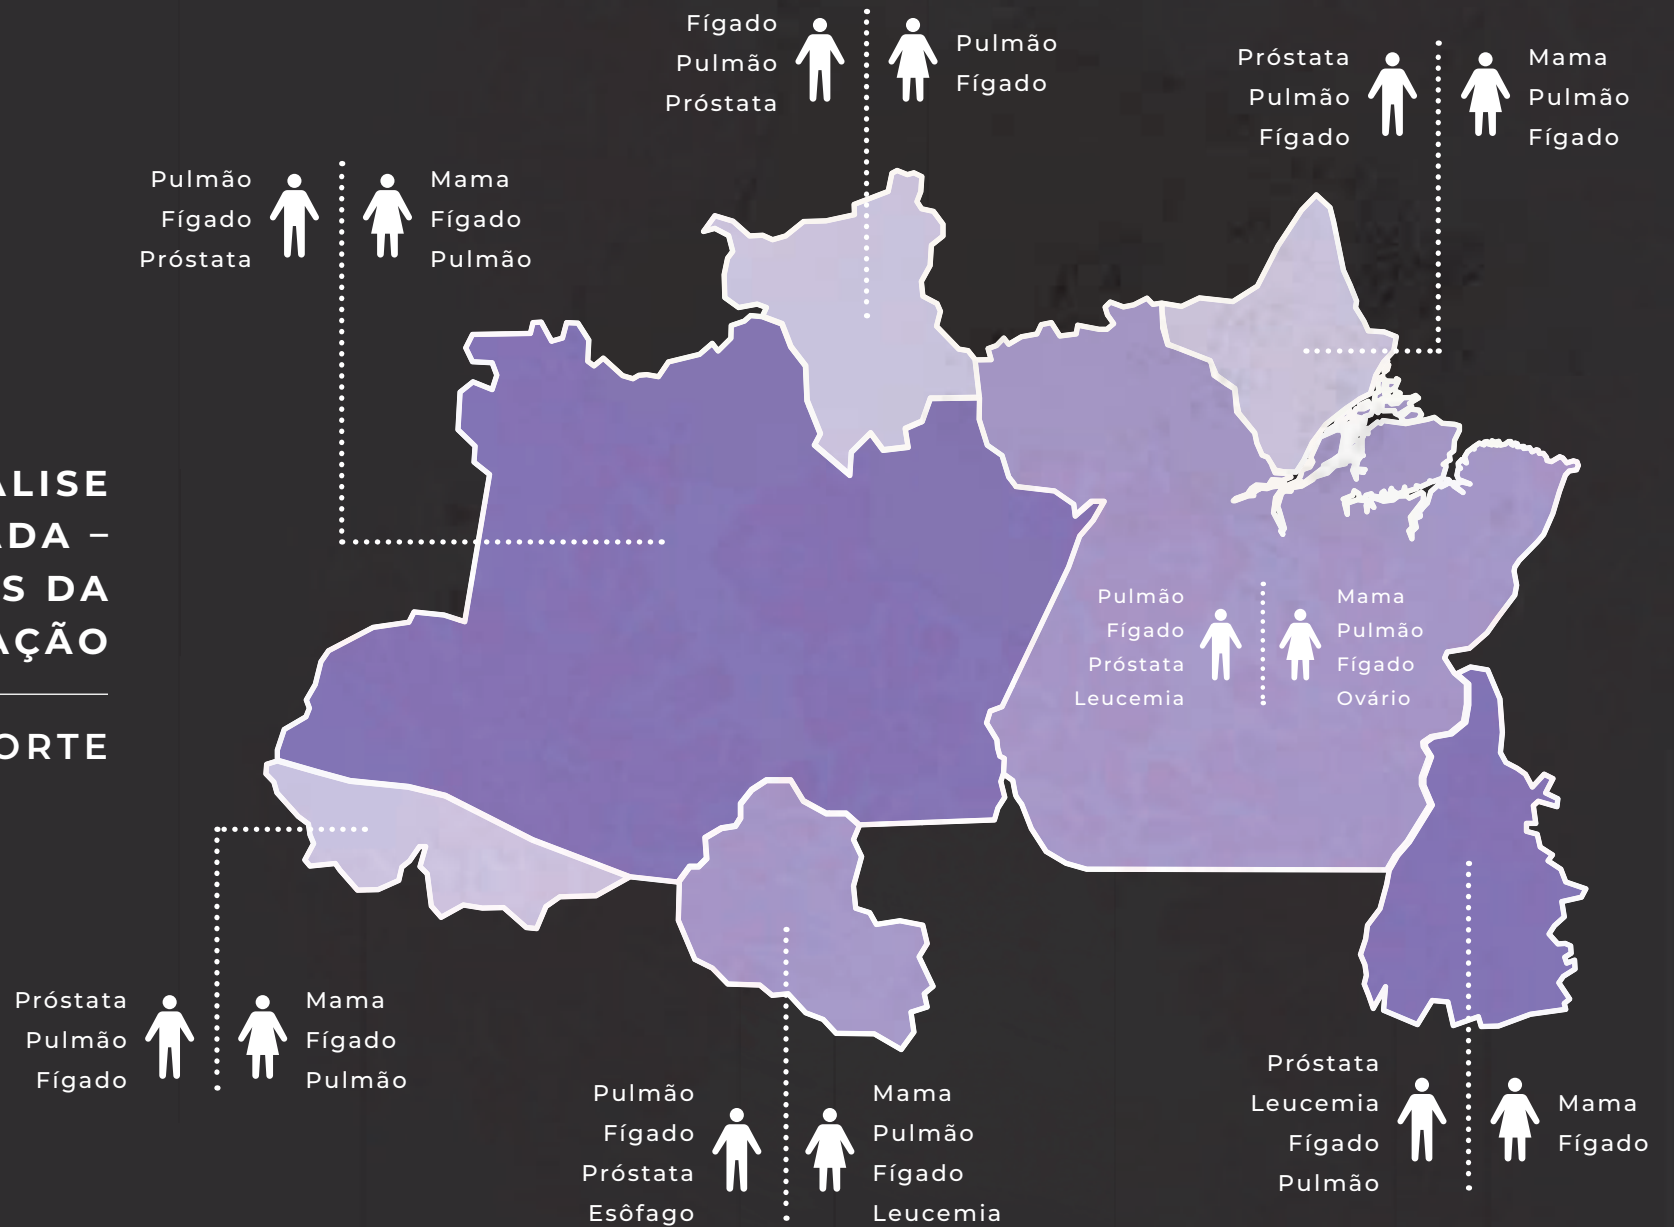 Fígado
Pulmão
Próstata
Pulmão
Fígado
Próstata
Pulmão
Fígado
Mama
Pulmão
Fígado
Pulmão
Fígado
Próstata
Mama
Fígado
Pulmão
ALISE
ADA –
S DA
AÇÃO
ORTE
Pulmão
Fígado
Próstata
Leucemia
Mama
Pulmão
Fígado
Ovário
Próstata
Pulmão
Fígado
Mama
Fígado
Pulmão
Pulmão
Fígado
Próstata
Esôfago
Mama
Pulmão
Fígado
Leucemia
Próstata
Leucemia
Fígado
Pulmão
Mama
Fígado